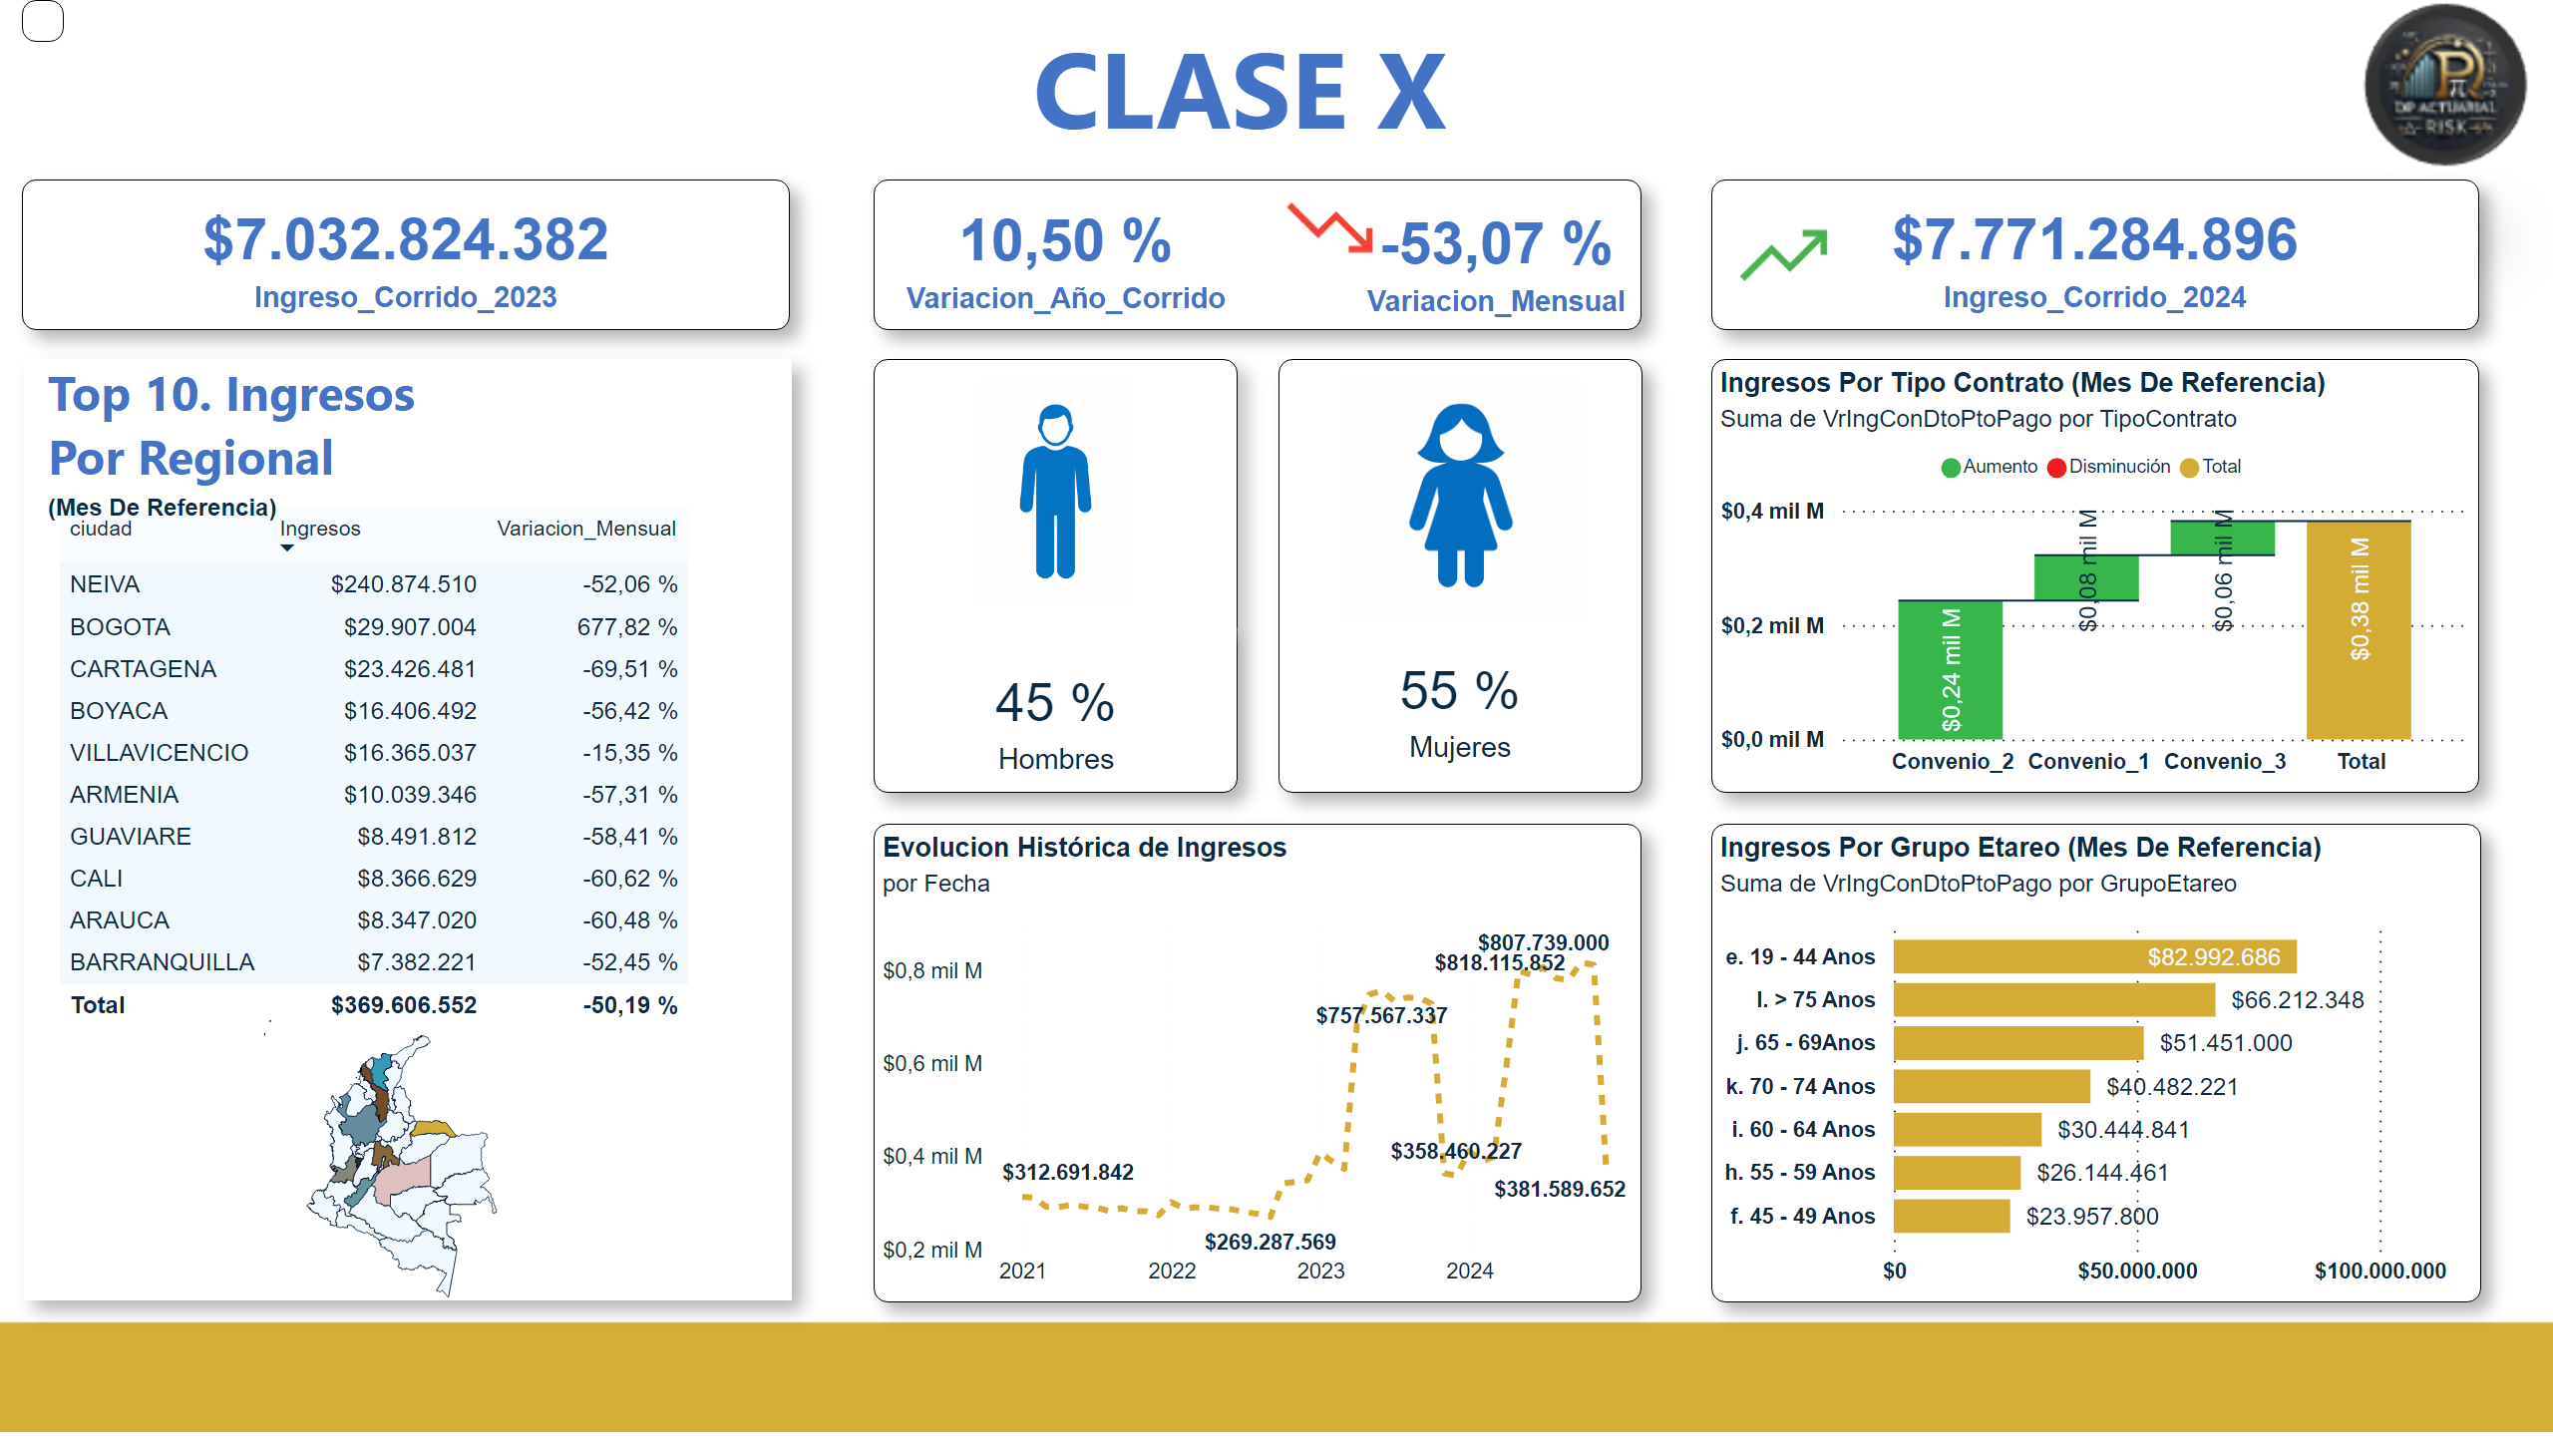 CLASE X
DP ACTUARIAL
RISK
$7.032.824.382
Ingreso_Corrido_2023
10,50 %
Variacion_Año_Corrido
-53,07 %
Variacion_Mensual
$7.771.284.896
Ingreso_Corrido_2024
Top 10. Ingresos
Por Regional
(Mes De Referencia)
ciudad Ingresos Variacion_Mensual
NEIVA $240.874.510 -52,06 %
BOGOTA $29.907.004 677,82 %
CARTAGENA $23.426.481 -69,51 %
BOYACA $16.406.492 -56,42 %
VILLAVICENCIO $16.365.037 -15,35 %
ARMENIA $10.039.346 -57,31 %
GUAVIARE $8.491.812 -58,41 %
CALI $8.366.629 -60,62 %
ARAUCA $8.347.020 -60,48 %
BARRANQUILLA $7.382.221 -52,45 %
Total $369.606.552 -50,19 %
45 %
Hombres
55 %
Mujeres
Ingresos Por Tipo Contrato (Mes De Referencia)
Suma de VrIngConDtoPtoPago por TipoContrato
Aumento Disminución Total
$0,4 mil M
$0,2 mil M
$0,0 mil M
$0,24 mil M
$0,08 mil M
$0,06 mil M
$0,38 mil M
Convenio_2 Convenio_1 Convenio_3 Total
Evolucion Histórica de Ingresos
por Fecha
$0,8 mil M
$0,6 mil M
$0,4 mil M
$0,2 mil M
$807.739.000
$818.115.852
$757.567.337
$358.460.227
$312.691.842
$381.589.652
$269.287.569
2021 2022 2023 2024
Ingresos Por Grupo Etareo (Mes De Referencia)
Suma de VrIngConDtoPtoPago por GrupoEtareo
e. 19 - 44 Anos $82.992.686
l. > 75 Anos $66.212.348
j. 65 - 69Anos $51.451.000
k. 70 - 74 Anos $40.482.221
i. 60 - 64 Anos $30.444.841
h. 55 - 59 Anos $26.144.461
f. 45 - 49 Anos $23.957.800
$0 $50.000.000 $100.000.000